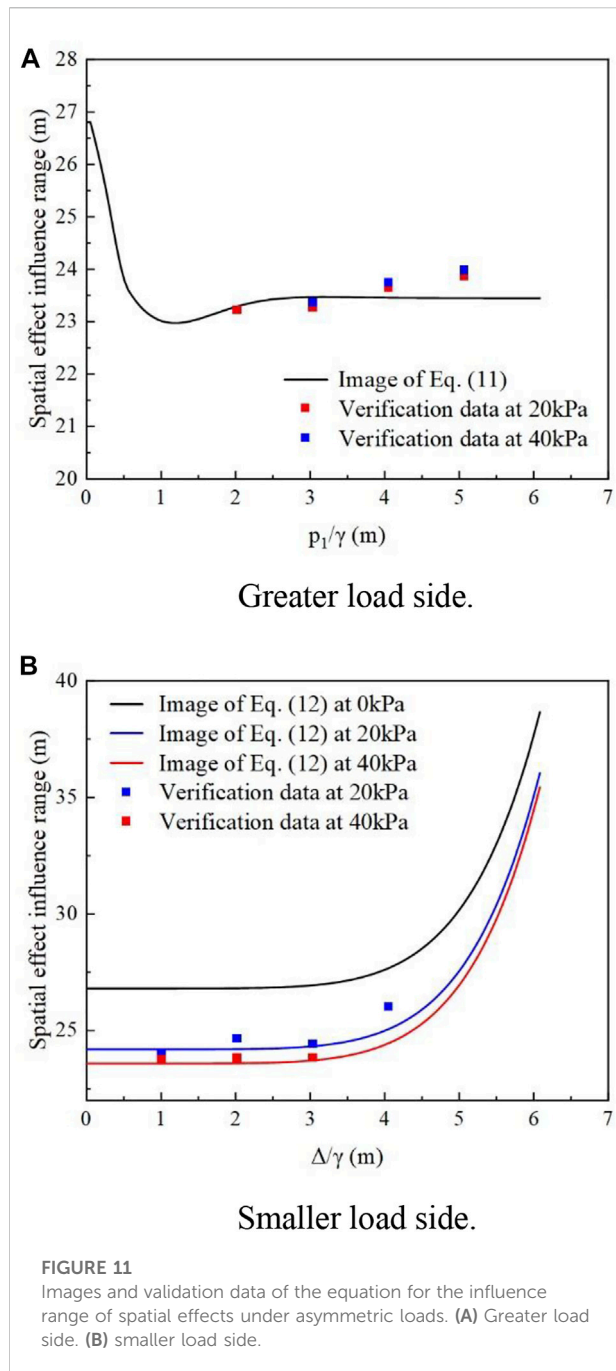 A
28
27
26
25
24
23
22
21
20
Spatial effect influence range (m)
Image of Eq. (11)
Verification data at 20kPa
Verification data at 40kPa
0 1 2 3 4 5 6 7
p₁/γ (m)
Greater load side.
B
40
35
30
25
Spatial effect influence range (m)
Image of Eq. (12) at 0kPa
Image of Eq. (12) at 20kPa
Image of Eq. (12) at 40kPa
Verification data at 20kPa
Verification data at 40kPa
0 1 2 3 4 5 6 7
Δ/γ (m)
Smaller load side.
FIGURE 11
Images and validation data of the equation for the influence
range of spatial effects under asymmetric loads. (A) Greater load
side. (B) smaller load side.